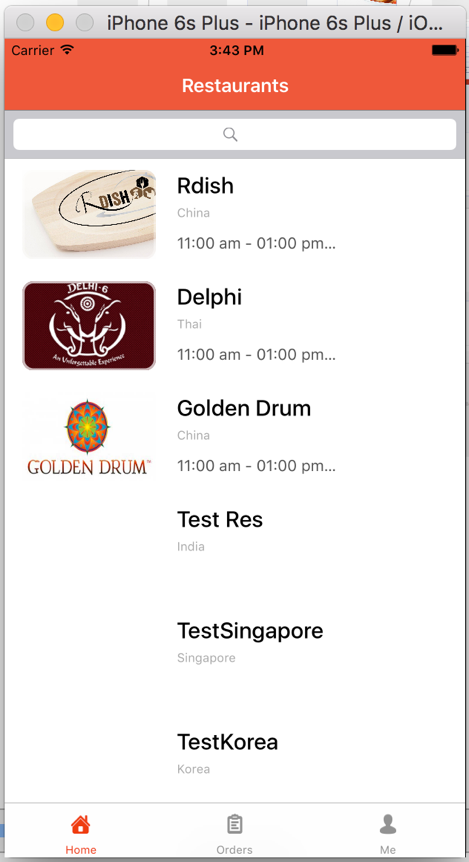 iPhone 6s Plus - iPhone 6s Plus / iO...
Carrier 3:43 PM
Restaurants
R DISH
Rdish
China
11:00 am - 01:00 pm...
DELHI-6
An Unforgettable Experience
Delphi
Thai
11:00 am - 01:00 pm...
GOLDEN DRUM™
Golden Drum
China
11:00 am - 01:00 pm...
Test Res
India
TestSingapore
Singapore
TestKorea
Korea
Home Orders Me